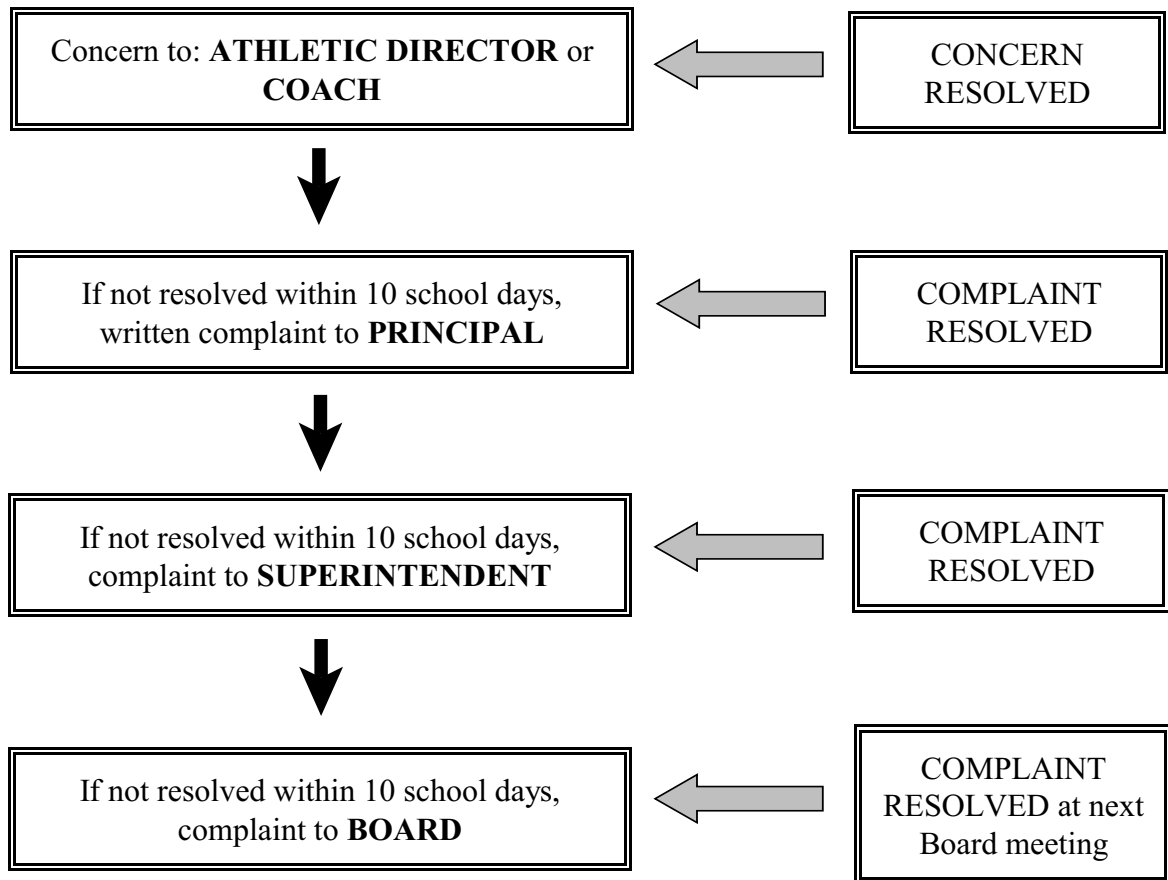 Concern to: ATHLETIC DIRECTOR or
COACH
CONCERN
RESOLVED
If not resolved within 10 school days,
written complaint to PRINCIPAL
COMPLAINT
RESOLVED
If not resolved within 10 school days,
complaint to SUPERINTENDENT
COMPLAINT
RESOLVED
If not resolved within 10 school days,
complaint to BOARD
COMPLAINT
RESOLVED at next
Board meeting